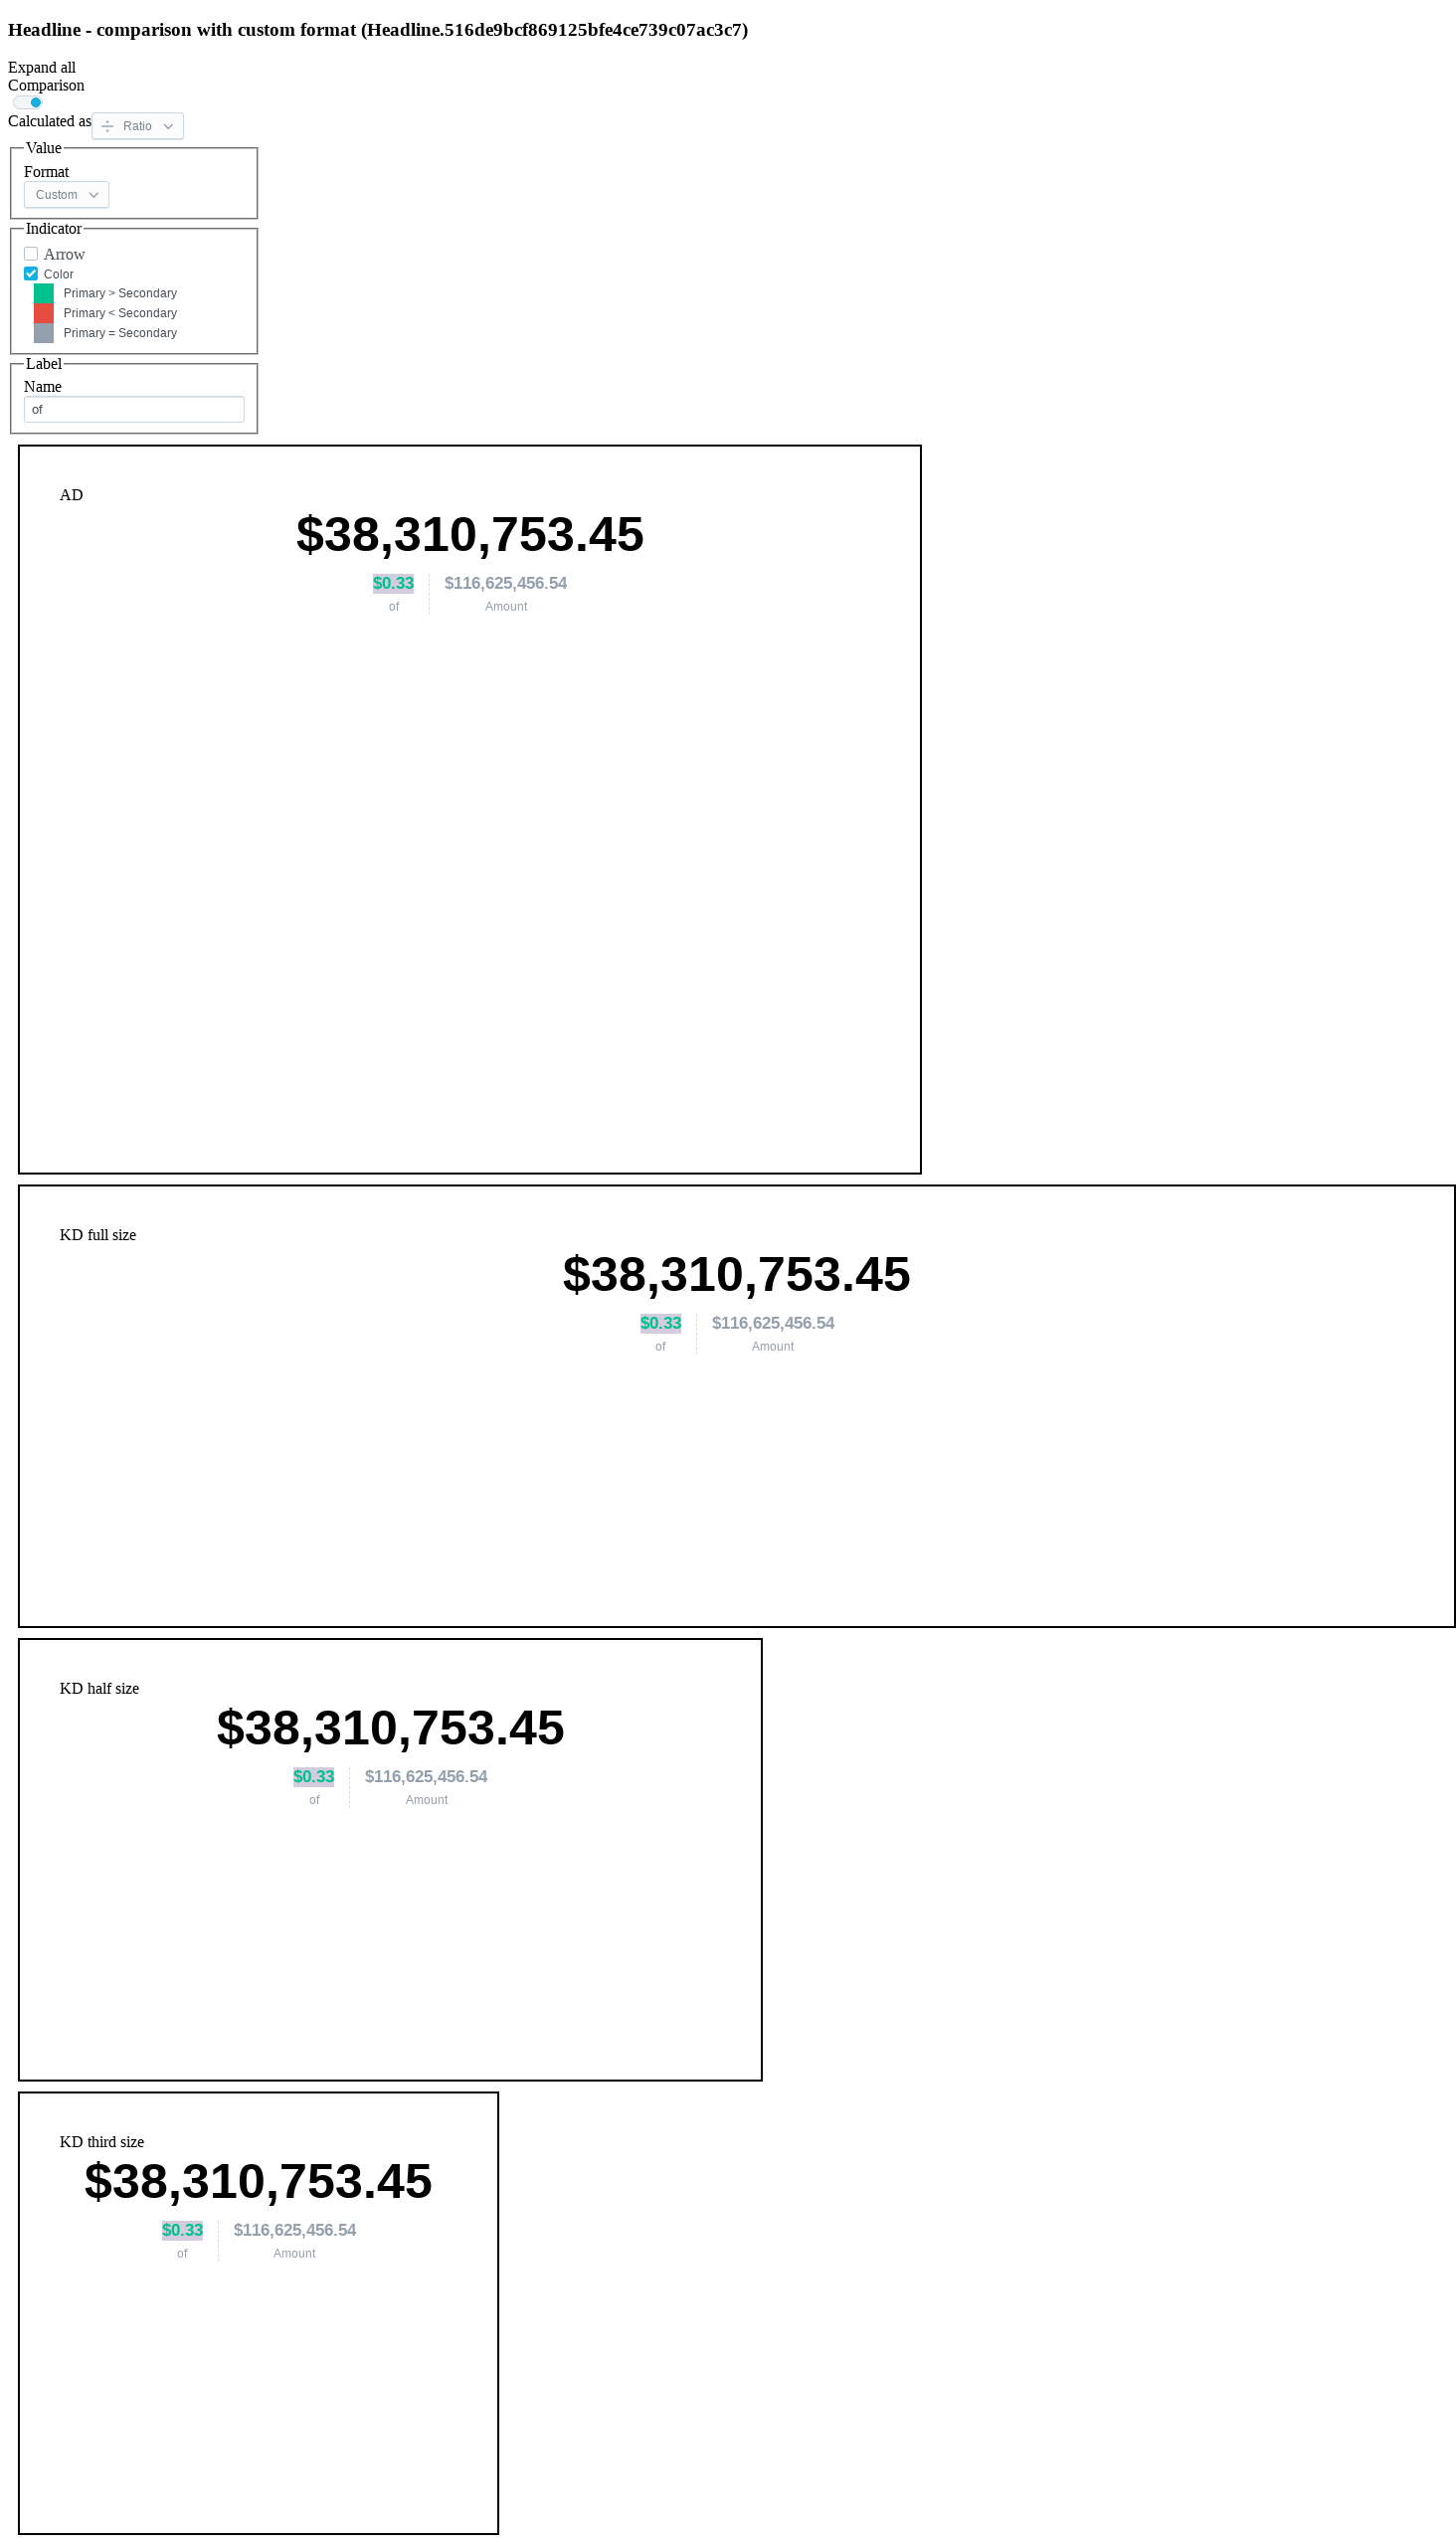 Headline - comparison with custom format (Headline.516de9bcf869125bfe4ce739c07ac3c7)
Expand all
Comparison
Calculated as Ratio
Value
Format
Custom
Indicator
Arrow
Color
Primary > Secondary
Primary < Secondary
Primary = Secondary
Label
Name
of
AD
$38,310,753.45
$0.33 $116,625,456.54
of Amount
KD full size
$38,310,753.45
$0.33 $116,625,456.54
of Amount
KD half size
$38,310,753.45
$0.33 $116,625,456.54
of Amount
KD third size
$38,310,753.45
$0.33 $116,625,456.54
of Amount